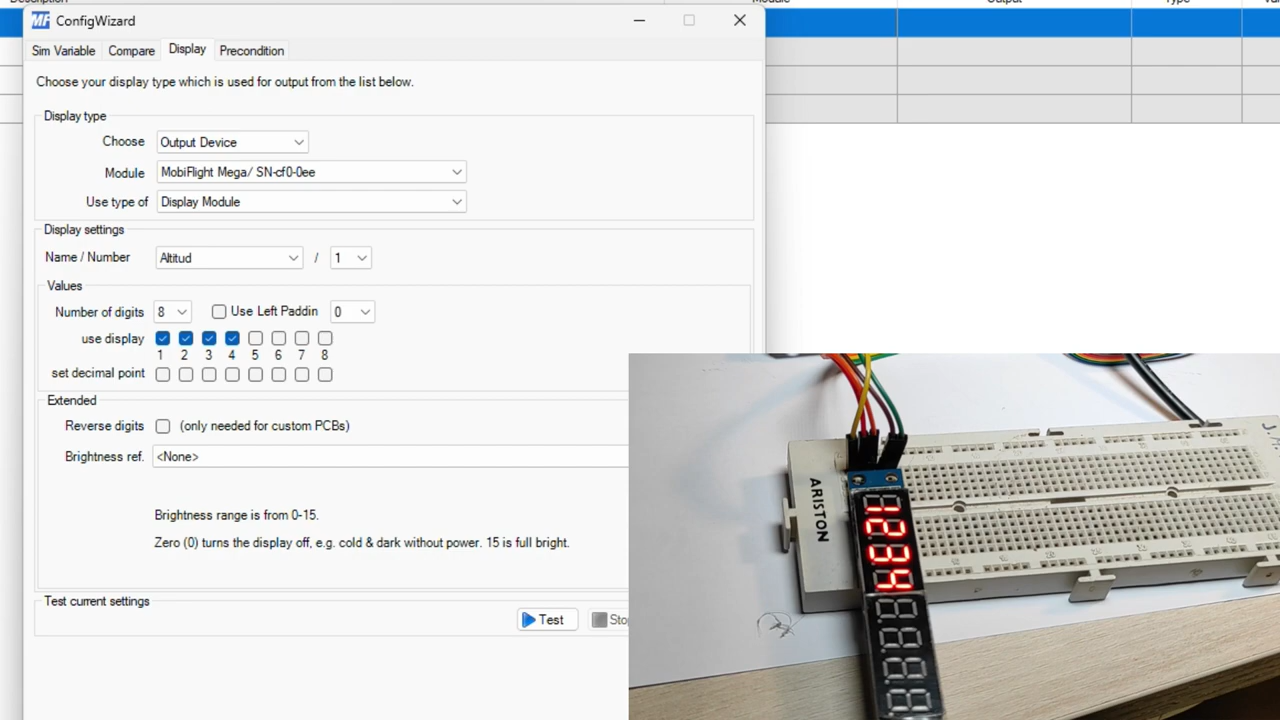 Description Module Output Type
MF ConfigWizard
Sim Variable Compare Display Precondition
Choose your display type which is used for output from the list below.
Display type
Choose Output Device
Module MobiFlight Mega/ SN-cf0-0ee
Use type of Display Module
Display settings
Name / Number Altitud / 1
Values
Number of digits 8 Use Left Paddin 0
use display
1 2 3 4 5 6 7 8
set decimal point
Extended
Reverse digits (only needed for custom PCBs)
Brightness ref. <None>
Brightness range is from 0-15.
Zero (0) turns the display off, e.g. cold & dark without power. 15 is full bright.
Test current settings
Test Sto
ARISTON
1234